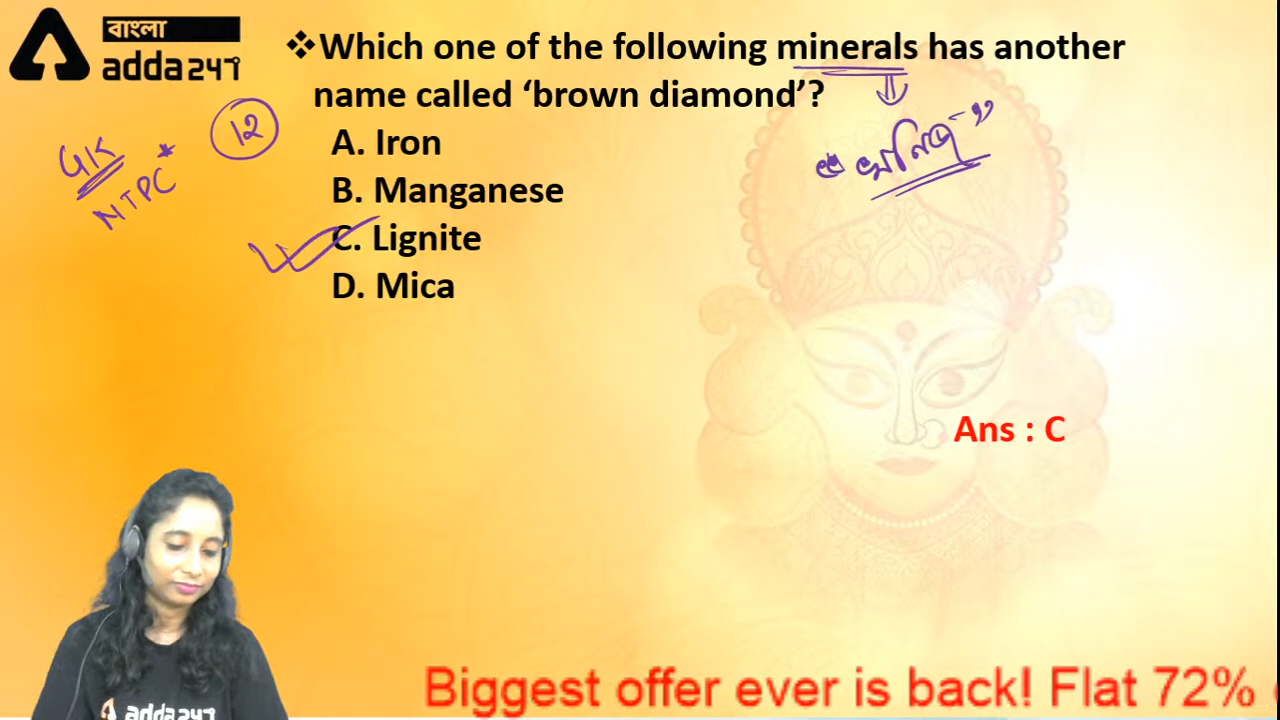 বাংলা
adda247
❖Which one of the following minerals has another
name called ‘brown diamond’?
A. Iron
B. Manganese
C. Lignite
D. Mica
GK
NTPC *
12
"খনিজ"
Ans : C
adda247
Biggest offer ever is back! Flat 72%